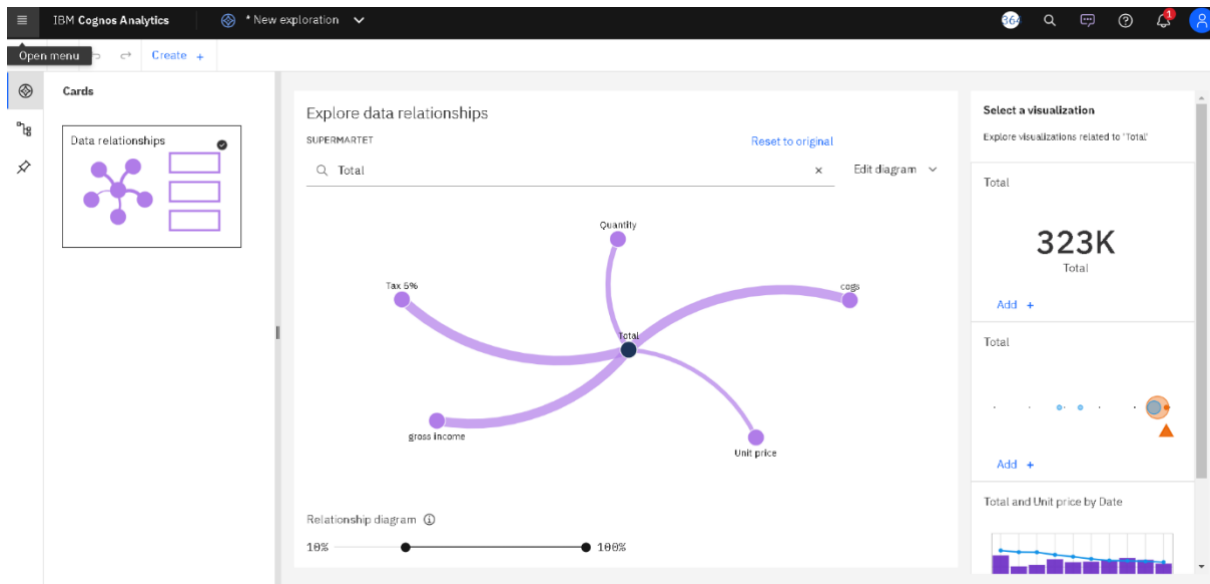 IBM Cognos Analytics
* New exploration
364
1
Open menu
Create +
Cards
Data relationships
Explore data relationships
SUPERMARTET
Reset to original
Total
Edit diagram
Quantity
Tax 5%
cogs
Total
gross income
Unit price
Relationship diagram
10%
100%
Select a visualization
Explore visualizations related to 'Total'
Total
323K
Total
Add +
Total
Add +
Total and Unit price by Date